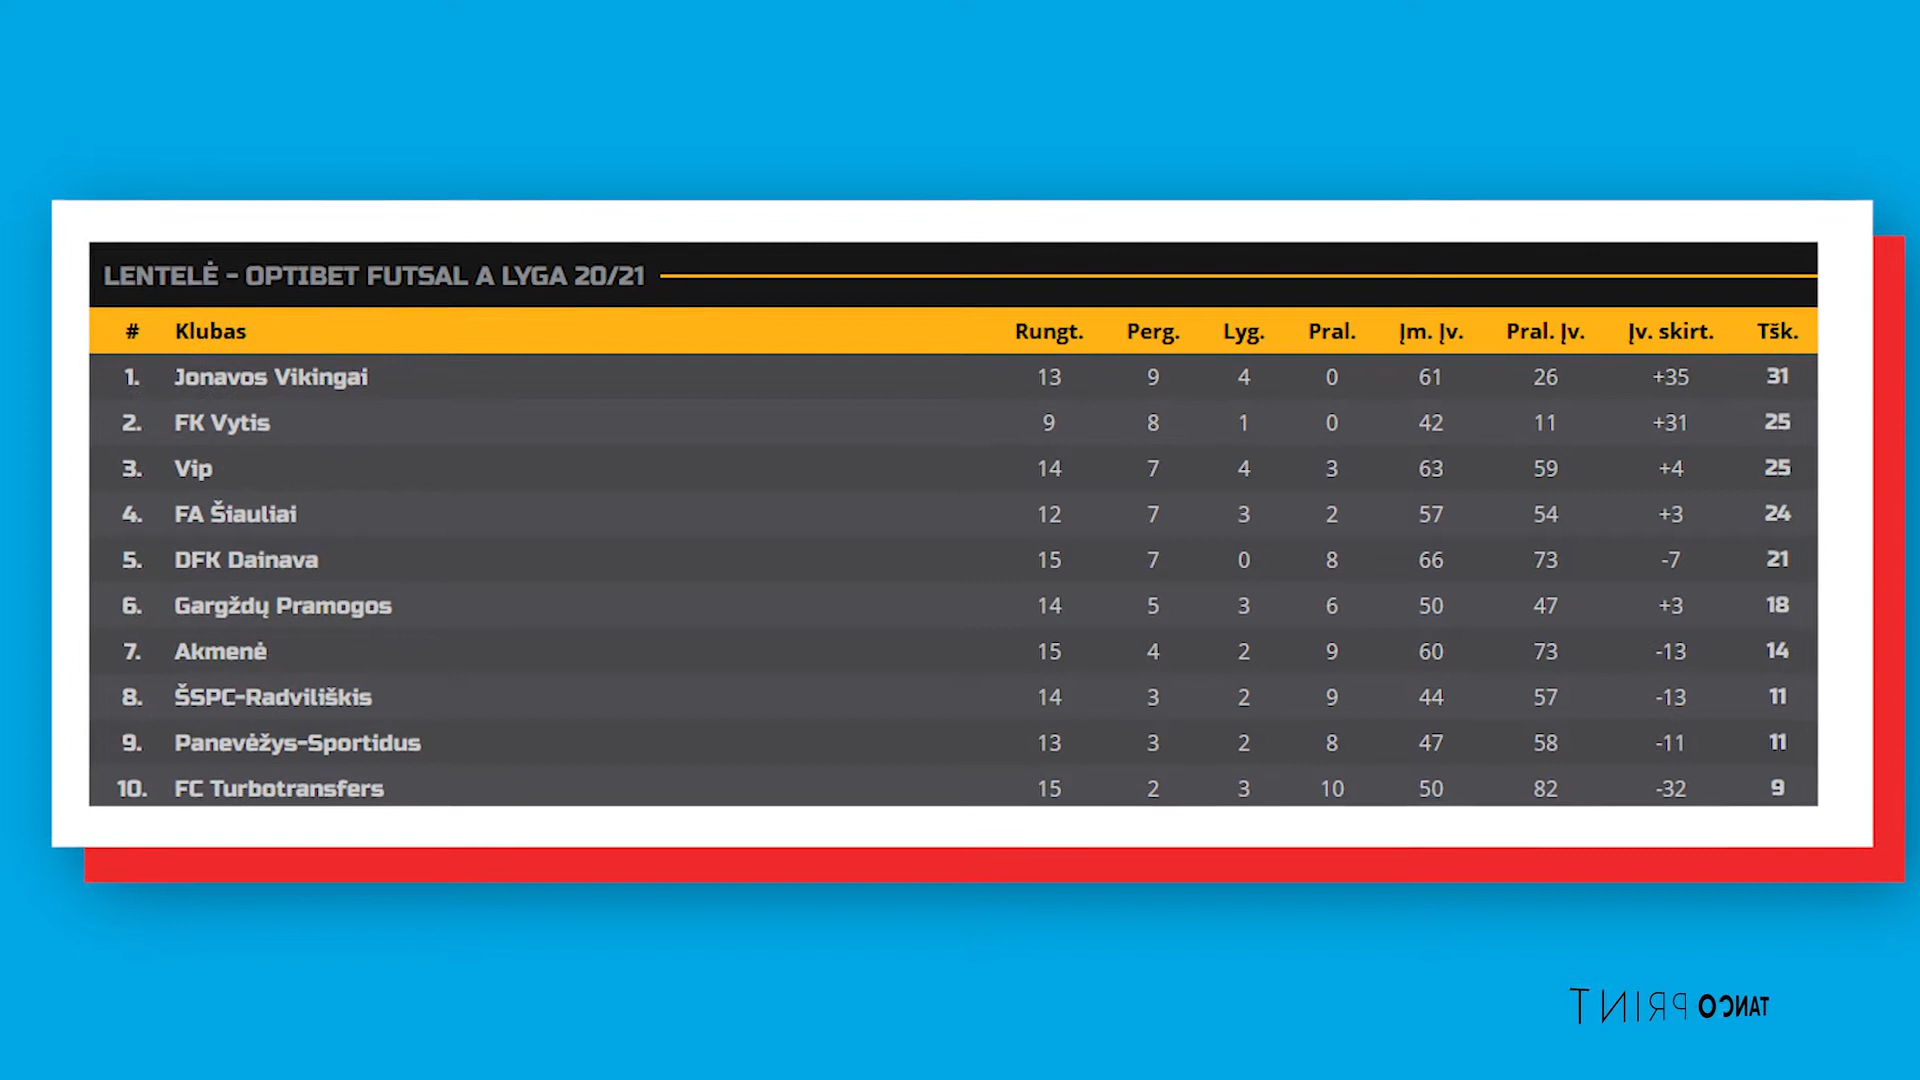 LENTELĖ - OPTIBET FUTSAL A LYGA 20/21
# Klubas Rungt. Perg. Lyg. Pral. Įm. Įv. Pral. Įv. Įv. skirt. Tšk.
1. Jonavos Vikingai 13 9 4 0 61 26 +35 31
2. FK Vytis 9 8 1 0 42 11 +31 25
3. Vip 14 7 4 3 63 59 +4 25
4. FA Šiauliai 12 7 3 2 57 54 +3 24
5. DFK Dainava 15 7 0 8 66 73 -7 21
6. Gargždų Pramogos 14 5 3 6 50 47 +3 18
7. Akmenė 15 4 2 9 60 73 -13 14
8. ŠSPC-Radviliškis 14 3 2 9 44 57 -13 11
9. Panevėžys-Sportidus 13 3 2 8 47 58 -11 11
10. FC Turbotransfers 15 2 3 10 50 82 -32 9
TANGO PRINT